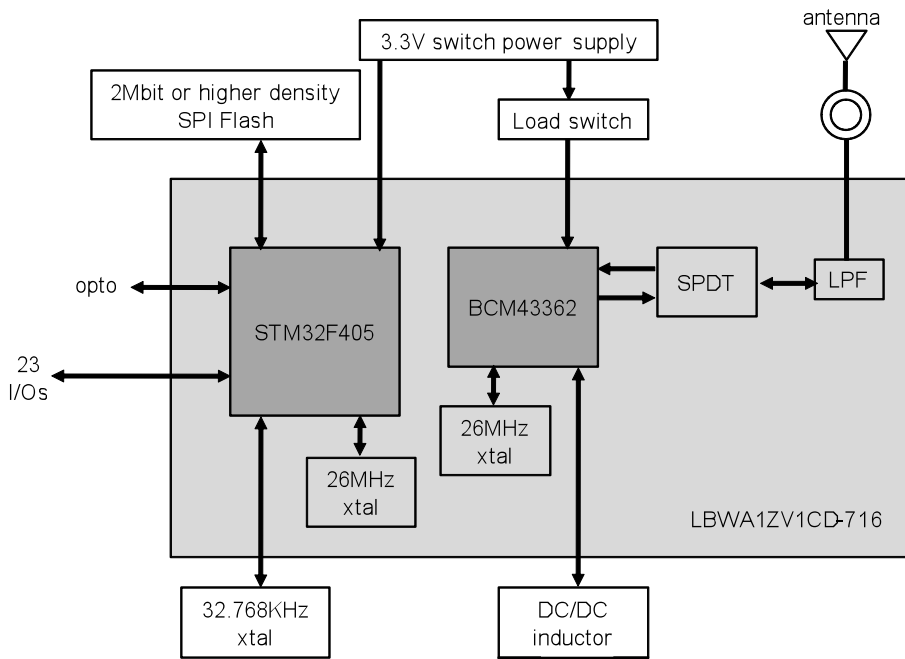 antenna
3.3V switch power supply
2Mbit or higher density
SPI Flash
Load switch
opto
STM32F405
BCM43362
SPDT
LPF
23
I/Os
26MHz
xtal
26MHz
xtal
LBWA1ZV1CD-716
32.768KHz
xtal
DC/DC
inductor